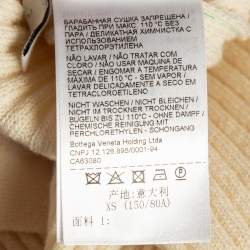 БАРАБАННАЯ СУШКА ЗАПРЕЩЕНА /
ГЛАДИТЬ ПРИ МАКС. 110 °C БЕЗ
ПАРА / ДЕЛИКАТНАЯ ХИМЧИСТКА С
ИСПОЛЬЗОВАНИЕМ
ТЕТРАХЛОРЭТИЛЕНА
NÃO LAVAR / NÃO TRATAR COM
CLORO / NÃO USAR MÁQUINA DE
SECAR / ENGOMAR A TEMPERATURA
MÁXIMA DE 110 °C - SEM VAPOR /
LAVAR DELICADAMENTE A SECO EM
TETRACLOROETILENO
NICHT WASCHEN / NICHT BLEICHEN /
NICHT IM TROCKNER TROCKNEN /
BÜGELN BIS ZU 110°C - OHNE DAMPF /
CHEMISCHE REINIGUNG MIT
PERCHLORETHYLEN - SCHONGANG
Bottega Veneta Holding Ltda
CNPJ 12.128.895/0001-94
CA63080
P
产地: 意大利
XS (150/80A)
面料 1: